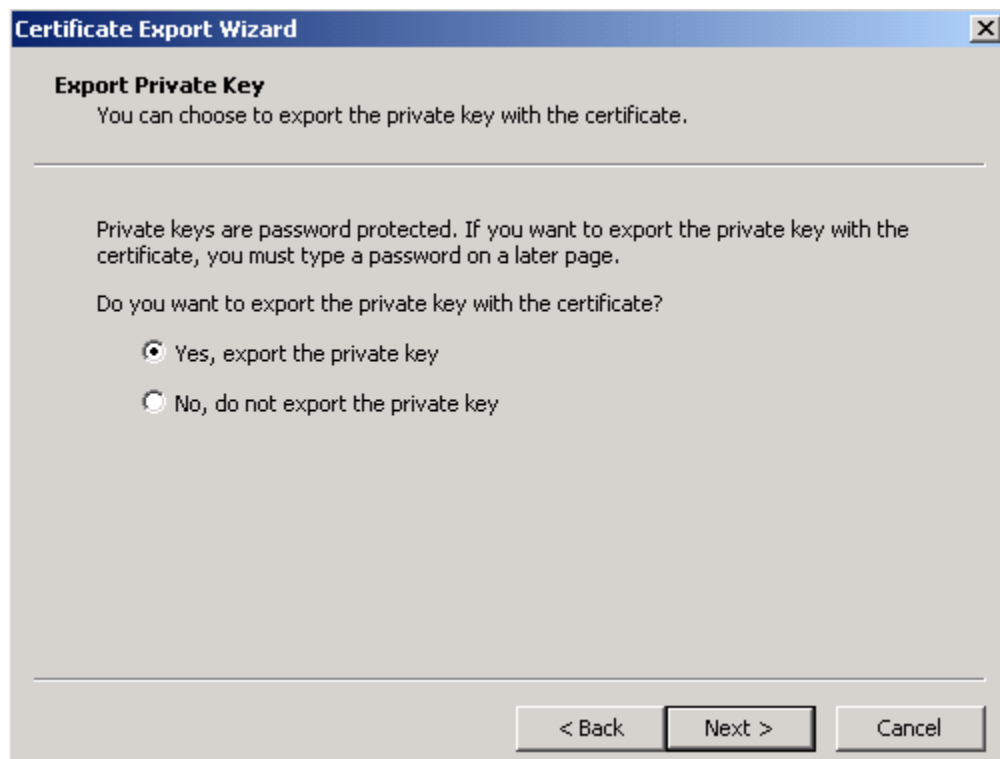 Certificate Export Wizard
Export Private Key
You can choose to export the private key with the certificate.
Private keys are password protected. If you want to export the private key with the
certificate, you must type a password on a later page.
Do you want to export the private key with the certificate?
Yes, export the private key
No, do not export the private key
< Back Next > Cancel